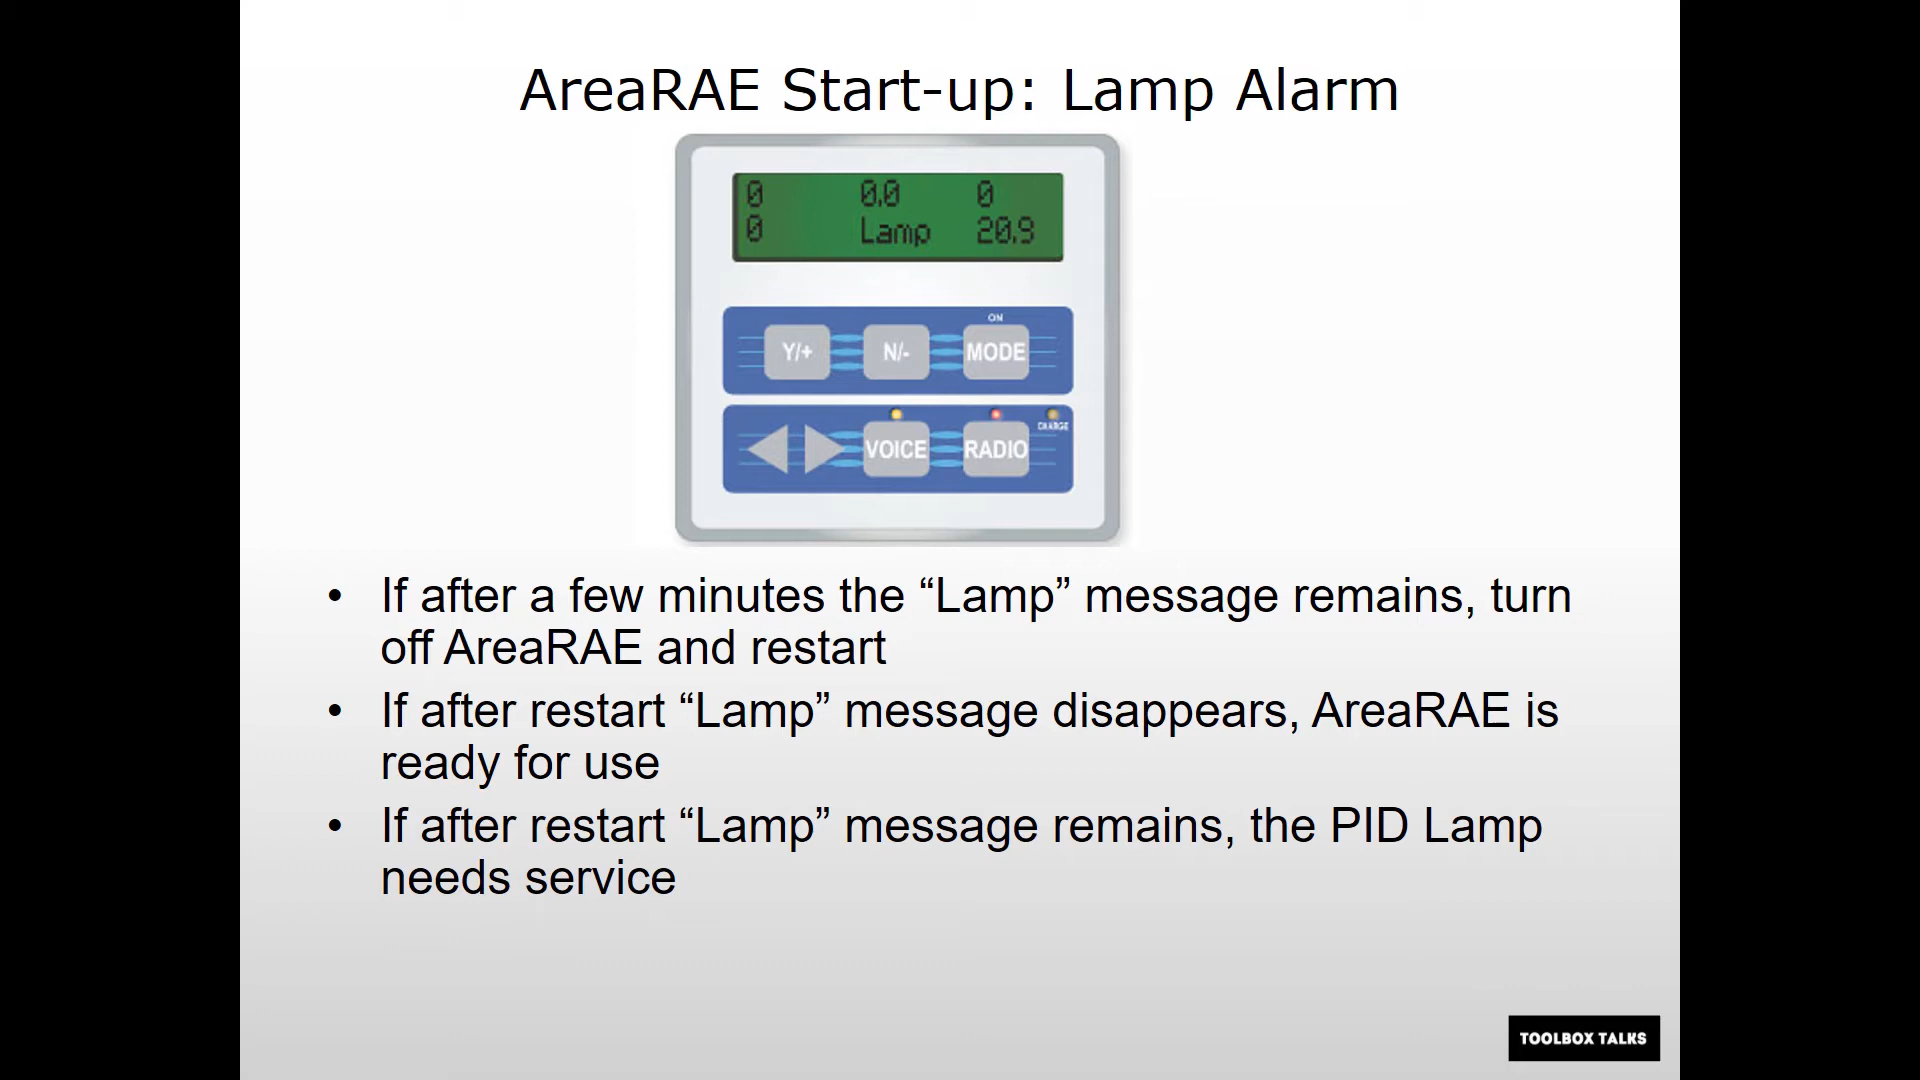 AreaRAE Start-up: Lamp Alarm
0 0.0 0
0 Lamp 20.9
ON
Y/+ N/- MODE
CHARGE
VOICE RADIO
• If after a few minutes the “Lamp” message remains, turn
off AreaRAE and restart
• If after restart “Lamp” message disappears, AreaRAE is
ready for use
• If after restart “Lamp” message remains, the PID Lamp
needs service
TOOLBOX TALKS